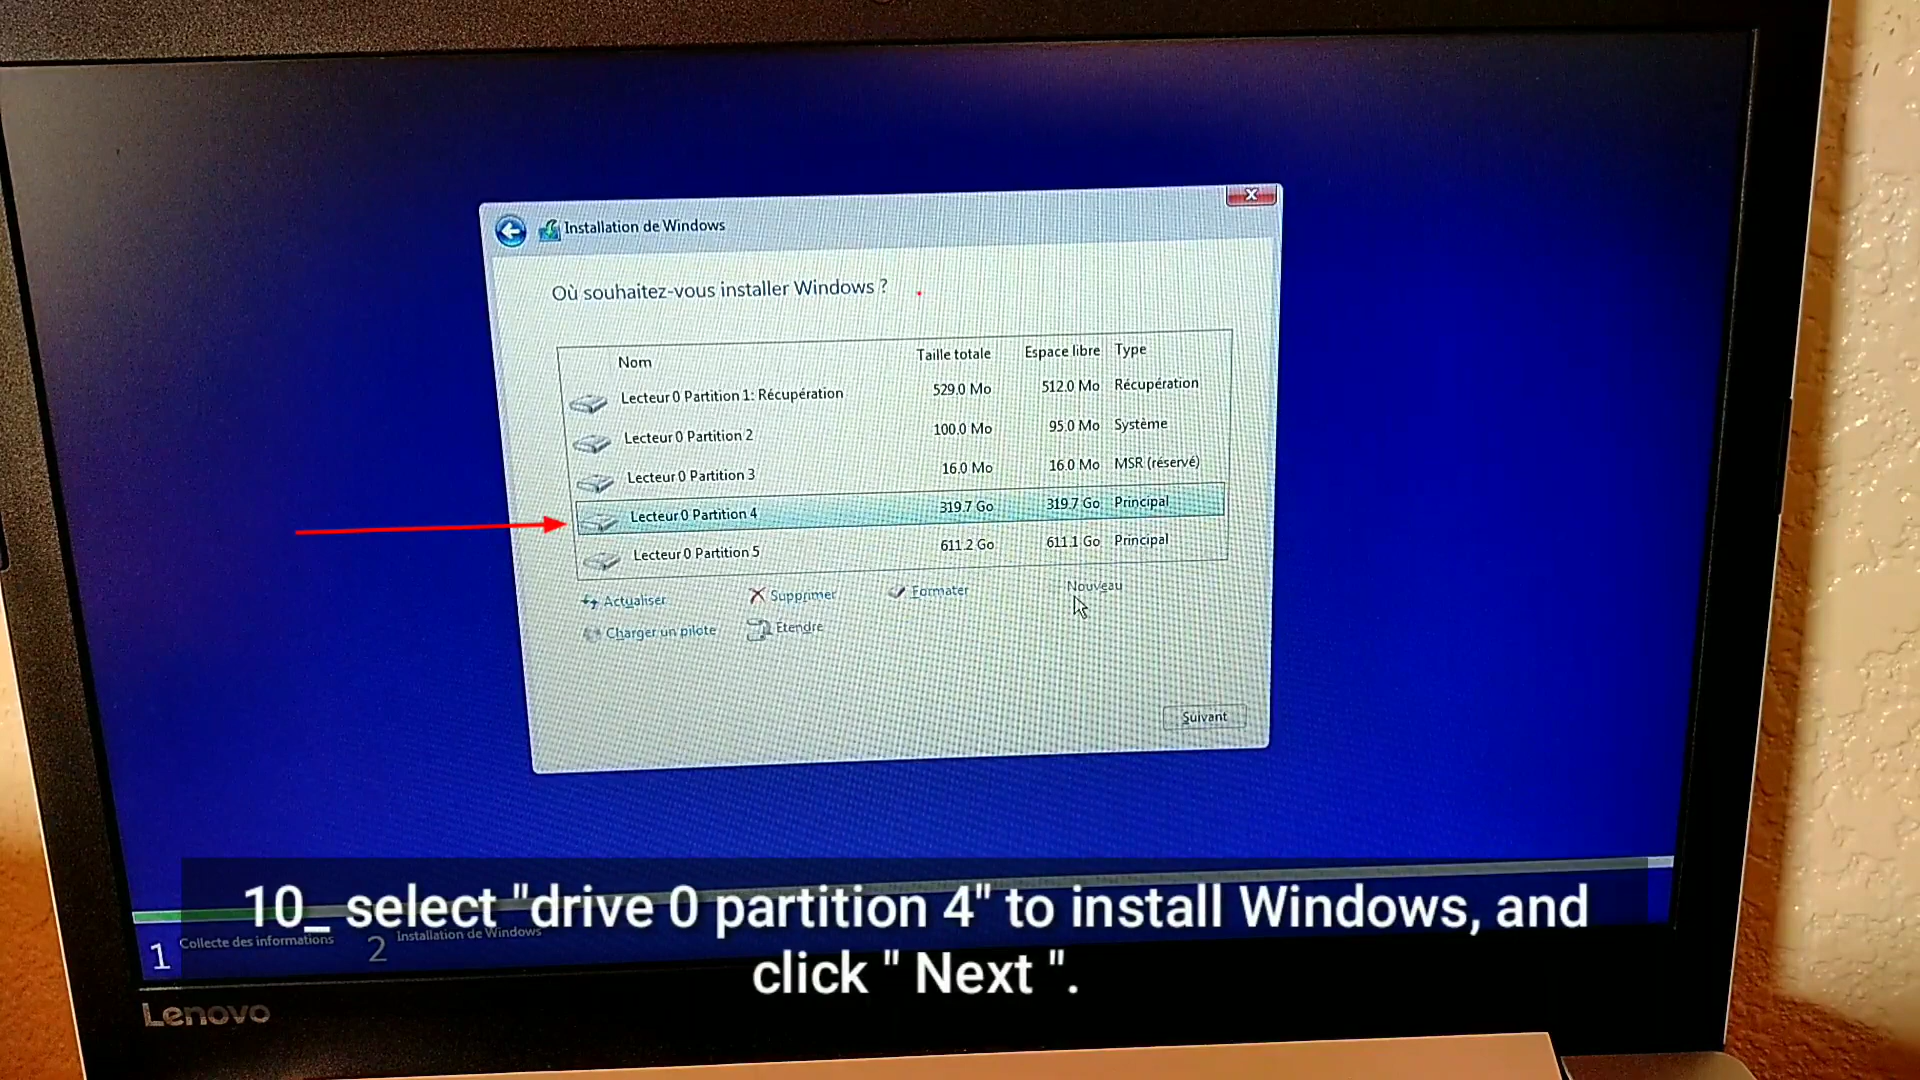 Installation de Windows
Où souhaitez-vous installer Windows ?
Nom Taille totale Espace libre Type
Lecteur 0 Partition 1: Récupération 529.0 Mo 512.0 Mo Récupération
Lecteur 0 Partition 2 100.0 Mo 95.0 Mo Système
Lecteur 0 Partition 3 16.0 Mo 16.0 Mo MSR (réservé)
Lecteur 0 Partition 4 319.7 Go 319.7 Go Principal
Lecteur 0 Partition 5 611.2 Go 611.1 Go Principal
Actualiser Supprimer Formater Nouveau
Charger un pilote Etendre
Suivant
10_ select "drive 0 partition 4" to install Windows, and
click " Next ".
1 Collecte des informations 2 Installation de Windows
Lenovo